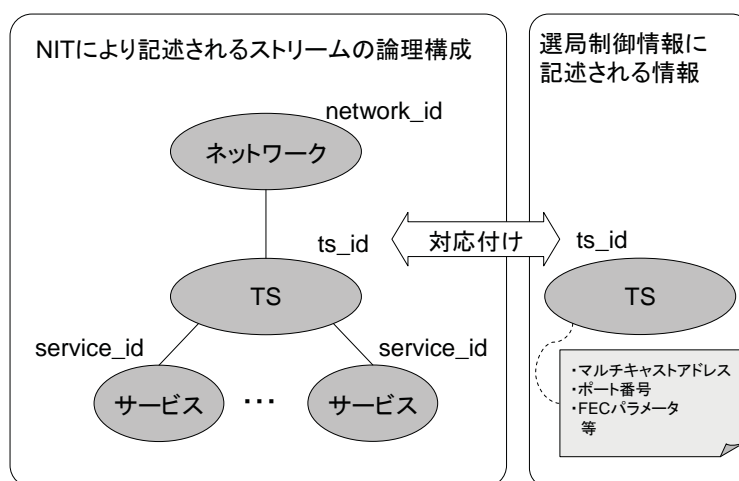 NITにより記述されるストリームの論理構成
network_id
ネットワーク
ts_id
TS
service_id
service_id
サービス
・・・
サービス
対応付け
選局制御情報に
記述される情報
ts_id
TS
・マルチキャストアドレス
・ポート番号
・FECパラメータ
等